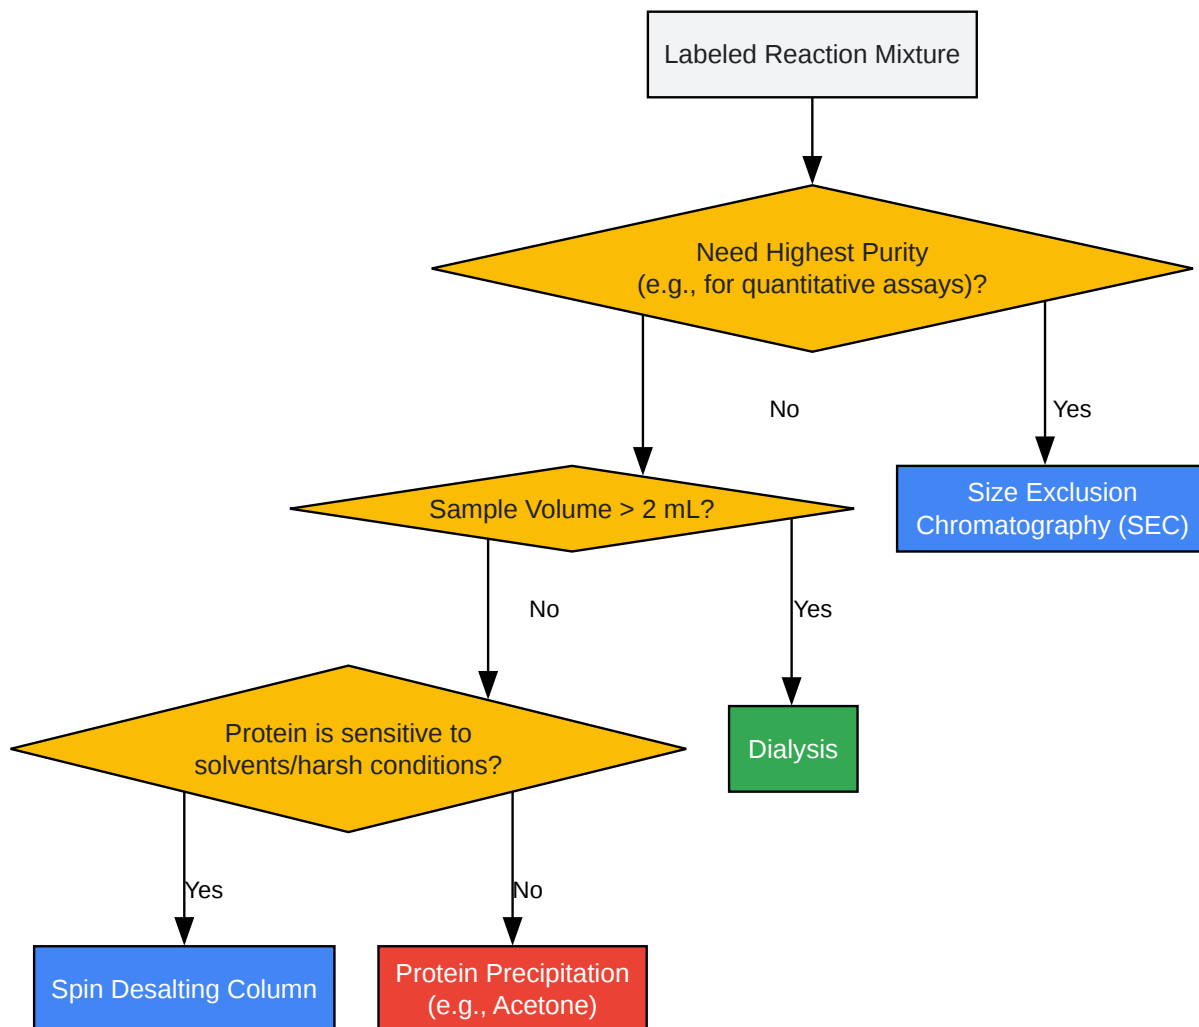 Labeled Reaction Mixture
Need Highest Purity
(e.g., for quantitative assays)?
No
Yes
Size Exclusion
Chromatography (SEC)
Sample Volume > 2 mL?
No
Yes
Dialysis
Protein is sensitive to
solvents/harsh conditions?
Yes
No
Spin Desalting Column
Protein Precipitation
(e.g., Acetone)